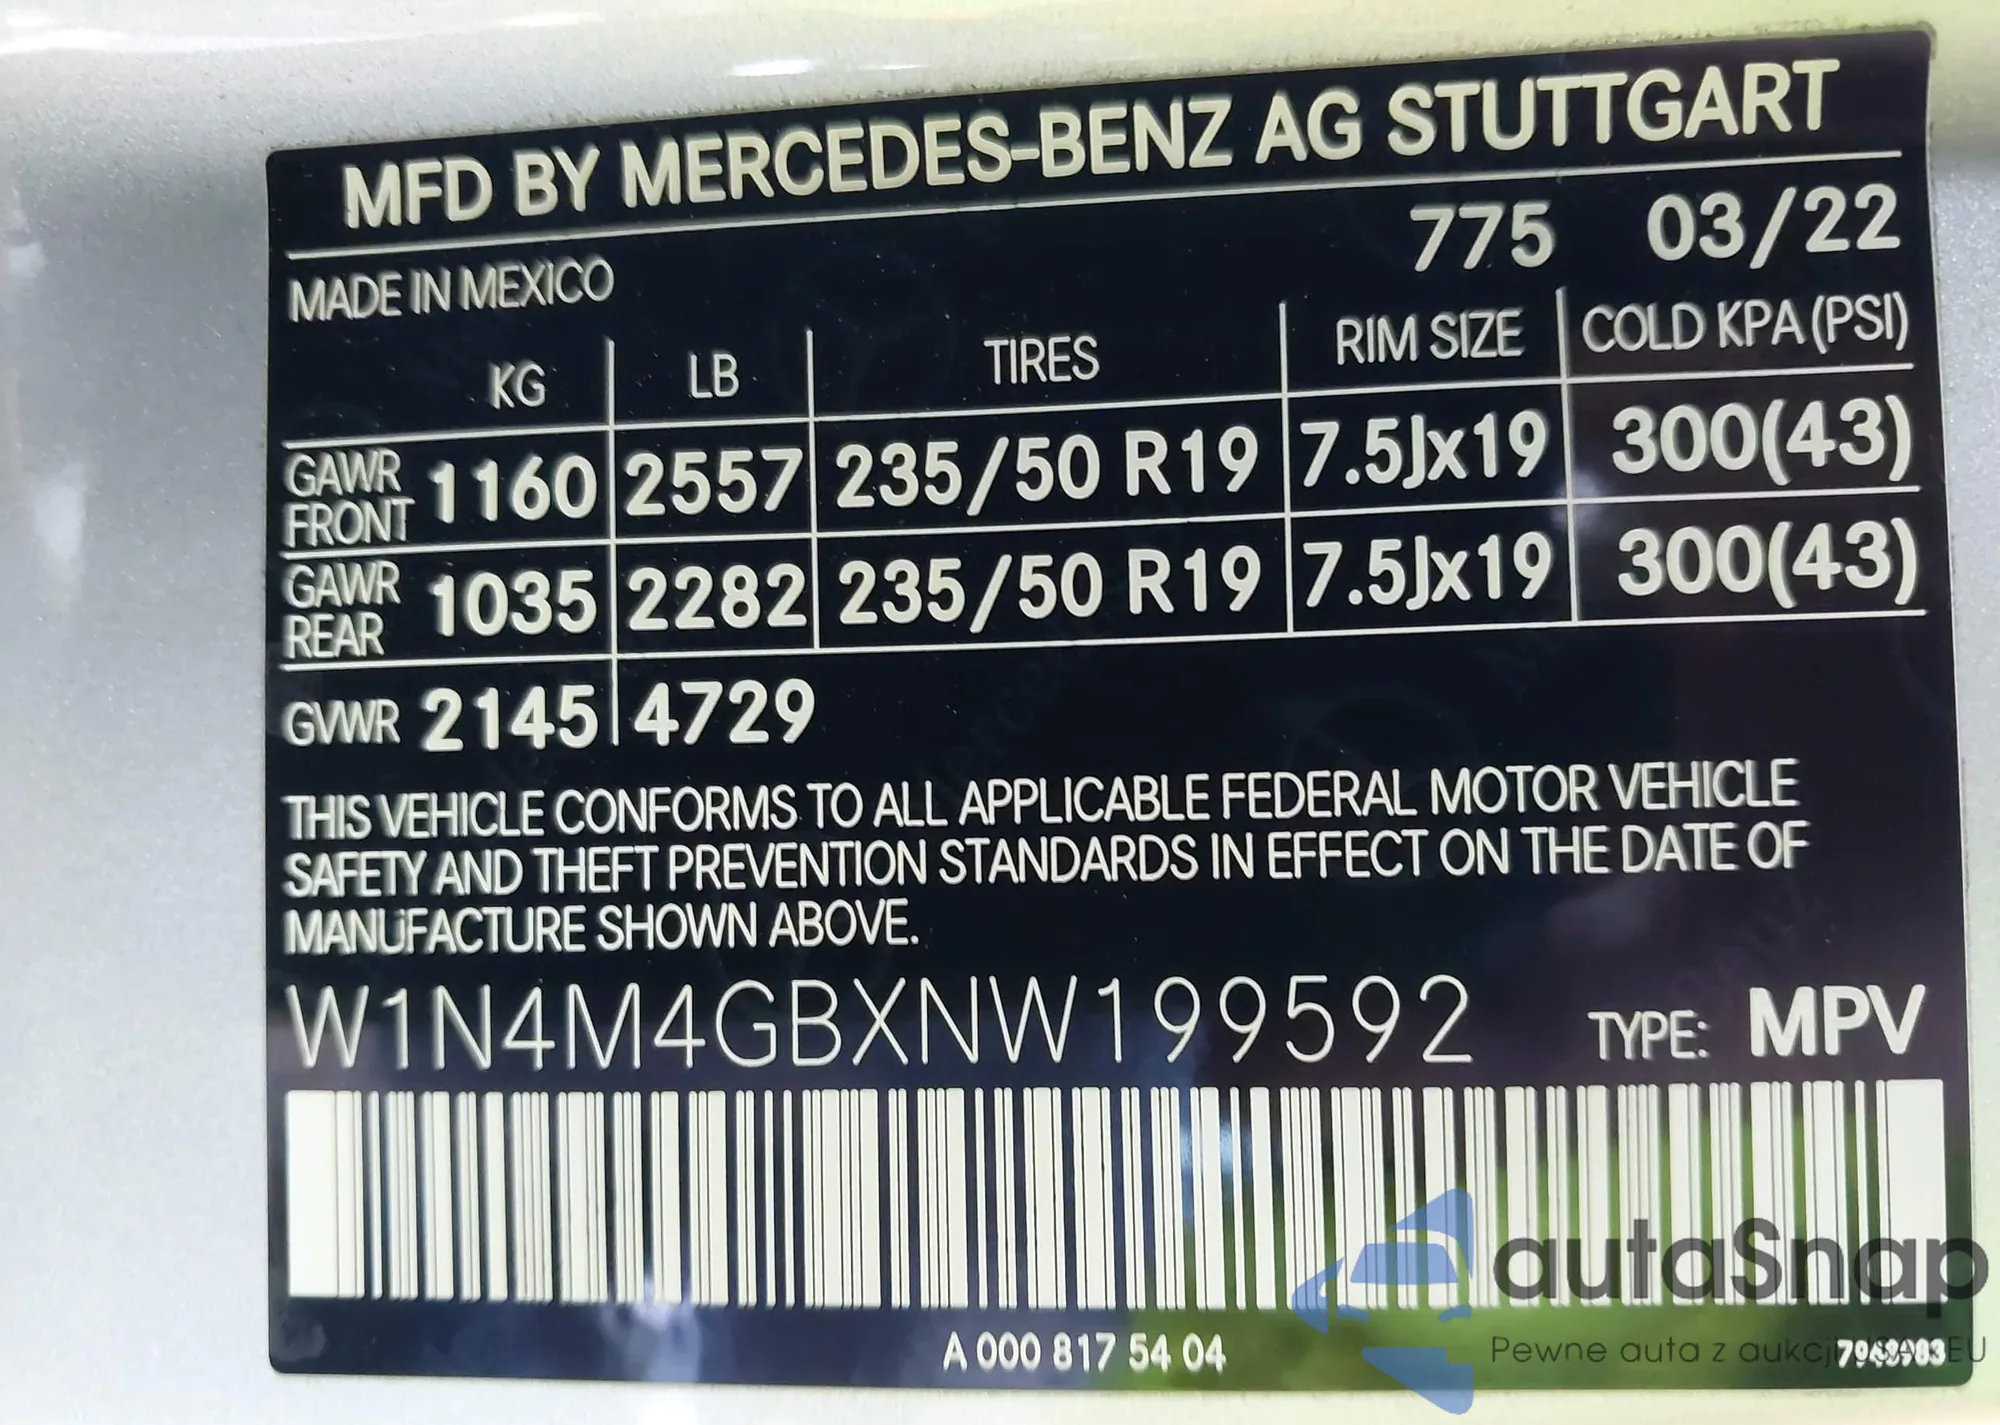 MFD BY MERCEDES-BENZ AG STUTTGART
775 03/22
MADE IN MEXICO
KG LB TIRES RIM SIZE COLD KPA (PSI)
GAWR FRONT 1160 2557 235/50 R19 7.5Jx19 300(43)
GAWR REAR 1035 2282 235/50 R19 7.5Jx19 300(43)
GVWR 2145 4729
THIS VEHICLE CONFORMS TO ALL APPLICABLE FEDERAL MOTOR VEHICLE
SAFETY AND THEFT PREVENTION STANDARDS IN EFFECT ON THE DATE OF
MANUFACTURE SHOWN ABOVE.
W1N4M4GBXNW199592 TYPE: MPV
autaSnap
A 000 817 54 04
Pewne auta z aukcji USA EU